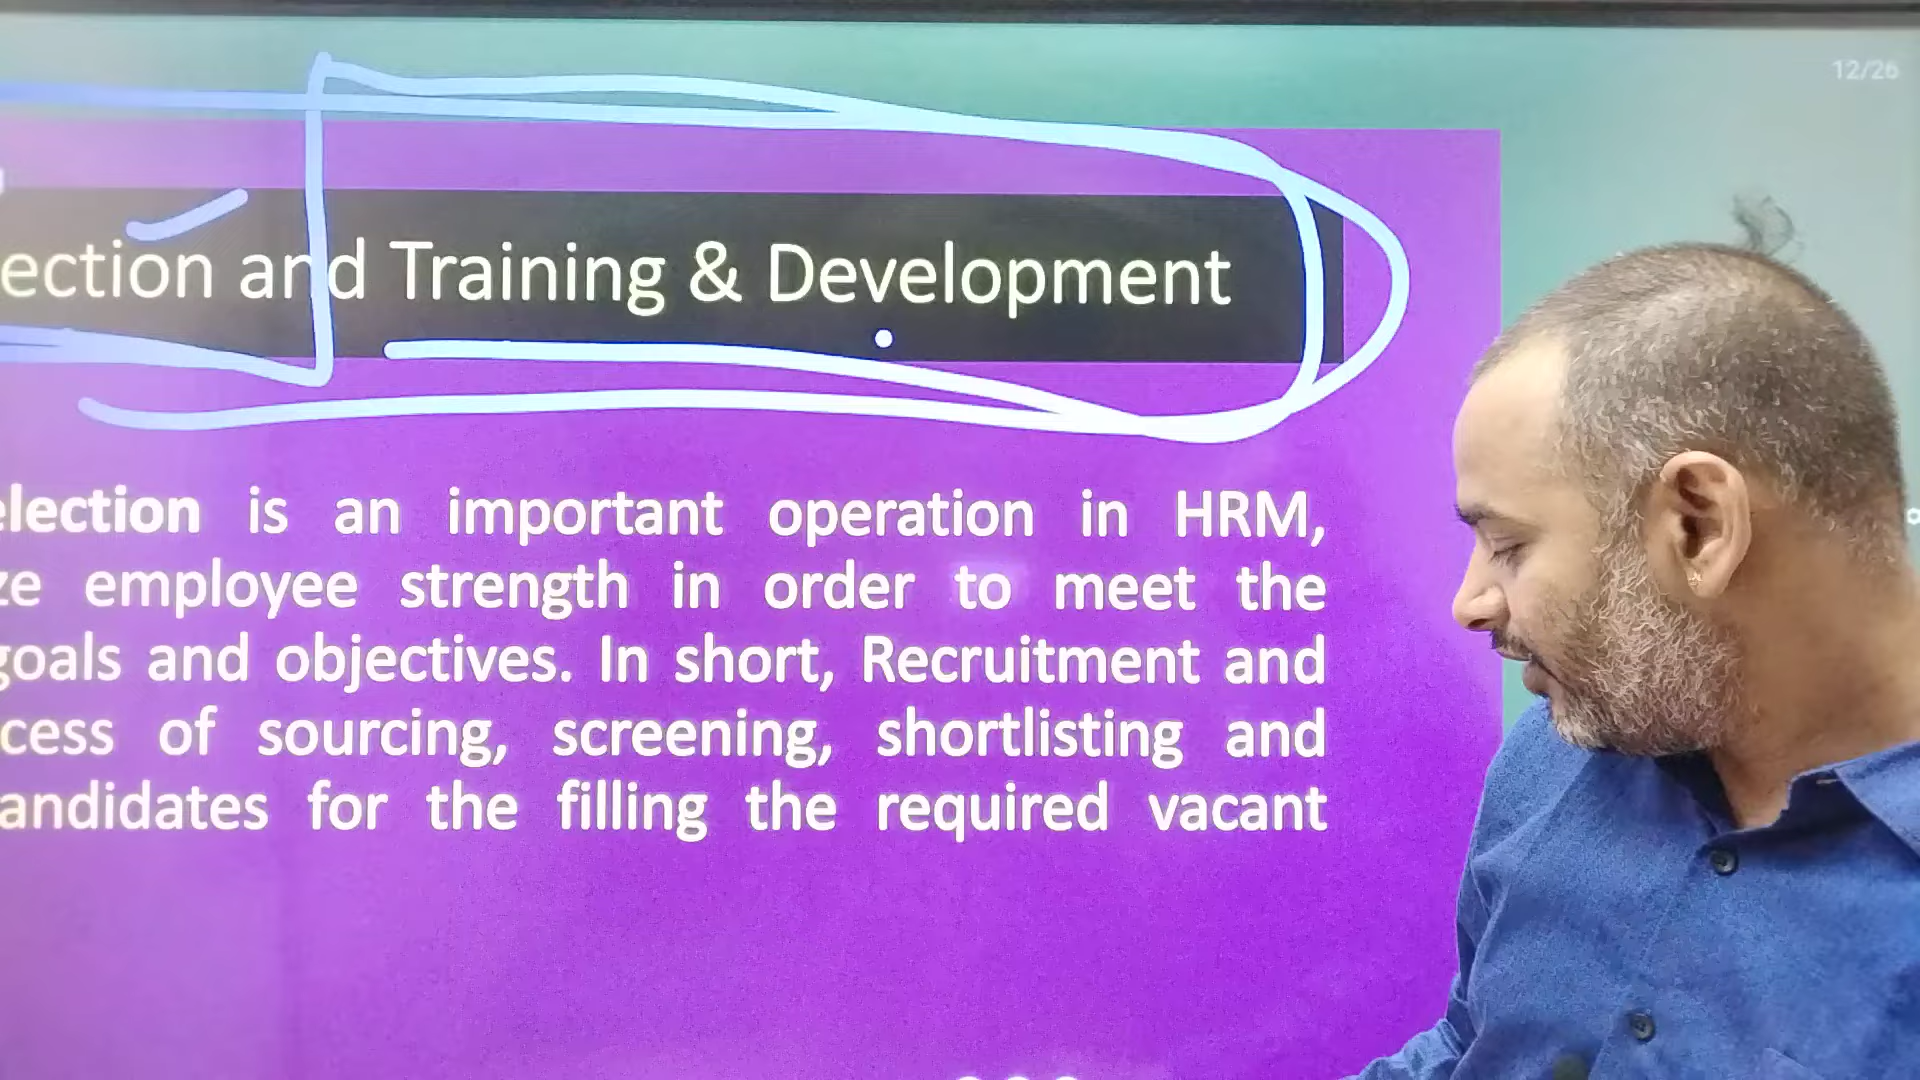 12/26
ection and Training & Development
election is an important operation in HRM,
ze employee strength in order to meet the
goals and objectives. In short, Recruitment and
cess of sourcing, screening, shortlisting and
andidates for the filling the required vacant